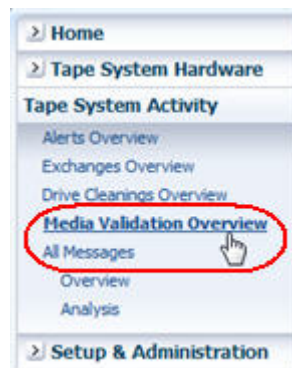 Home
Tape System Hardware
Tape System Activity
Alerts Overview
Exchanges Overview
Drive Cleanings Overview
Media Validation Overview
All Messages
Overview
Analysis
Setup & Administration